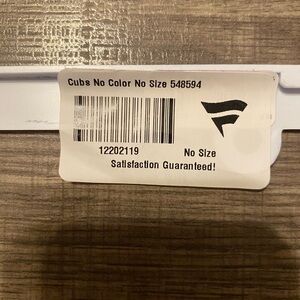 Cubs No Color No Size 548594
12202119 No Size
Satisfaction Guaranteed!